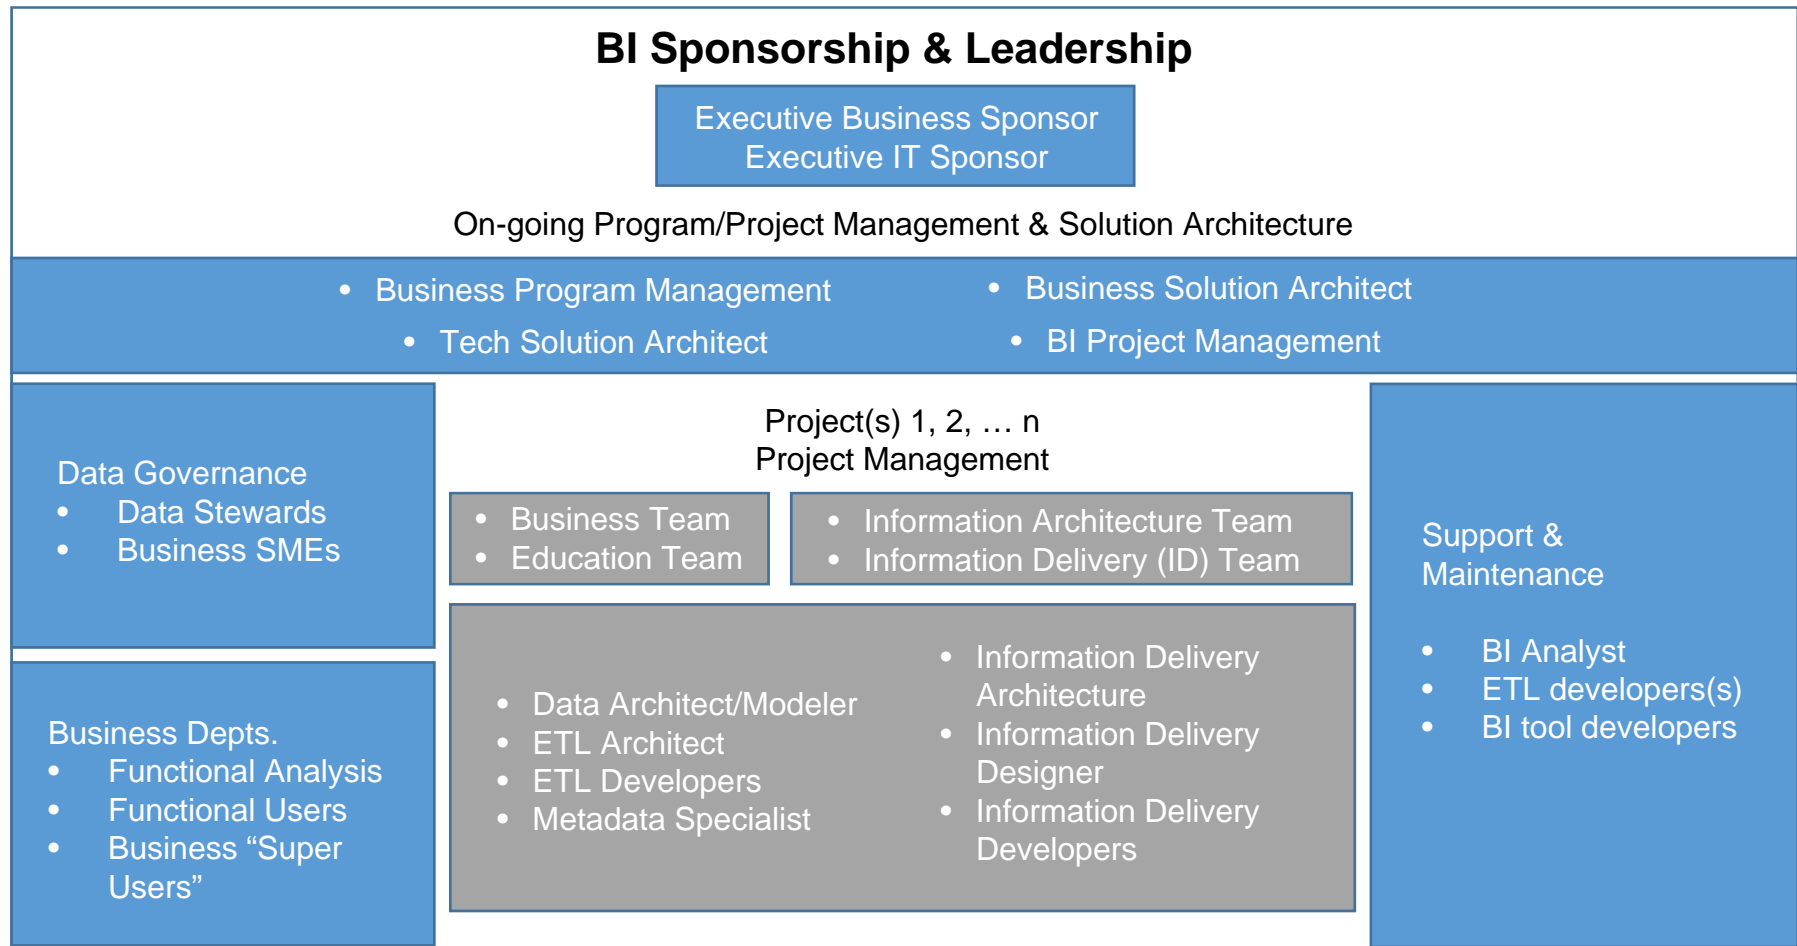 BI Sponsorship & Leadership
Executive Business Sponsor
Executive IT Sponsor
On-going Program/Project Management & Solution Architecture
• Business Program Management
• Business Solution Architect
• Tech Solution Architect
• BI Project Management
Data Governance
• Data Stewards
• Business SMEs
Business Depts.
• Functional Analysis
• Functional Users
• Business “Super
Users”
Project(s) 1, 2, … n
Project Management
• Business Team
• Education Team
• Information Architecture Team
• Information Delivery (ID) Team
• Data Architect/Modeler
• ETL Architect
• ETL Developers
• Metadata Specialist
• Information Delivery
Architecture
• Information Delivery
Designer
• Information Delivery
Developers
Support &
Maintenance
• BI Analyst
• ETL developers(s)
• BI tool developers